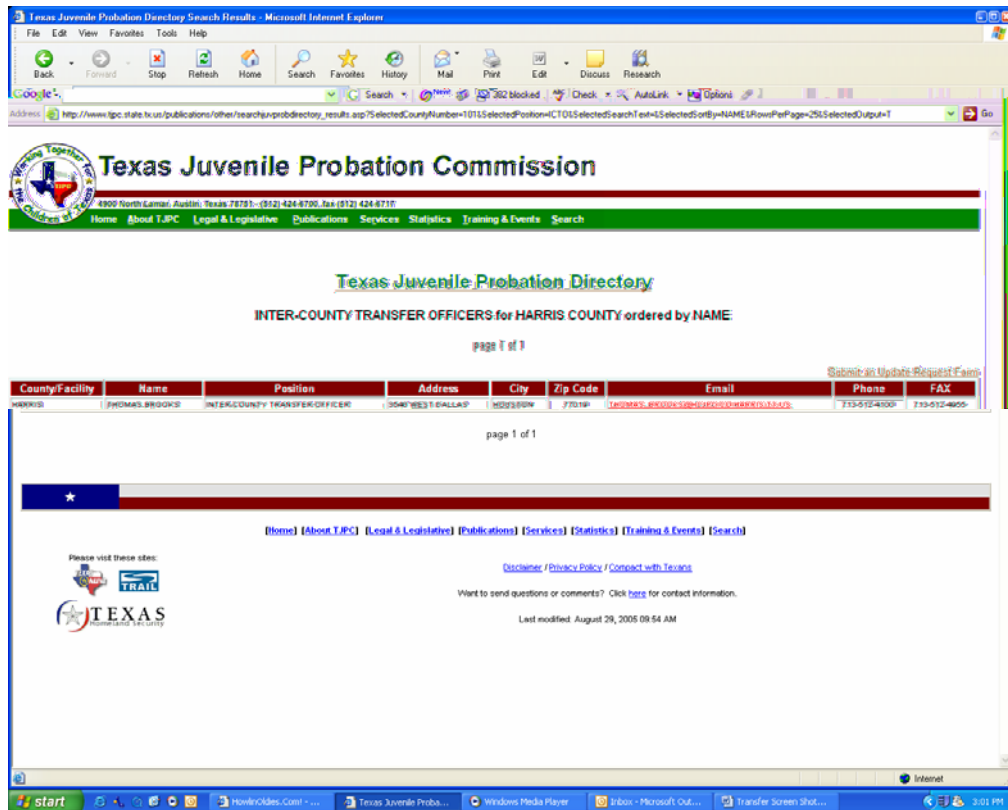 Texas Juvenile Probation Directory Search Results - Microsoft Internet Explorer
File Edit View Favorites Tools Help
Back Forward Stop Refresh Home Search Favorites History Mail Print Edit Discuss Research
Google Search 302 blocked Check AutoLink Options
Address http://www.tjpc.state.tx.us/publications/other/searchjuvprobdirectory_results.asp?SelectedCountyNumber=101&SelectedPosition=ICTO&SelectedSearchText=&SelectedSortBy=NAME&RowsPerPage=25&SelectedOutput=T Go
Working Together for the Children of Texas
TJPC
Texas Juvenile Probation Commission
4900 North Lamar, Austin, Texas 78751 - (512) 424-6700, fax (512) 424-6717
Home About TJPC Legal & Legislative Publications Services Statistics Training & Events Search
Texas Juvenile Probation Directory
INTER-COUNTY TRANSFER OFFICERS for HARRIS COUNTY ordered by NAME
page 1 of 1
Submit an Update Request Form
County/Facility Name Position Address City Zip Code Email Phone FAX
HARRIS THOMAS BROOKS INTER-COUNTY TRANSFER OFFICER WEST DALLAS HOUSTON 77019 713-512-4100
page 1 of 1
[Home] [About TJPC] [Legal & Legislative] [Publications] [Services] [Statistics] [Training & Events] [Search]
Please visit these sites:
TRAIL
TEXAS
Homeland Security
Disclaimer / Privacy Policy / Compact with Texans
Want to send questions or comments? Click here for contact information.
Last modified: August 29, 2005 09:54 AM
Internet
start HowlinOldies.Com! - ... Texas Juvenile Proba... Windows Media Player Inbox - Microsoft Out... Transfer Screen Shot... 3:01 PM